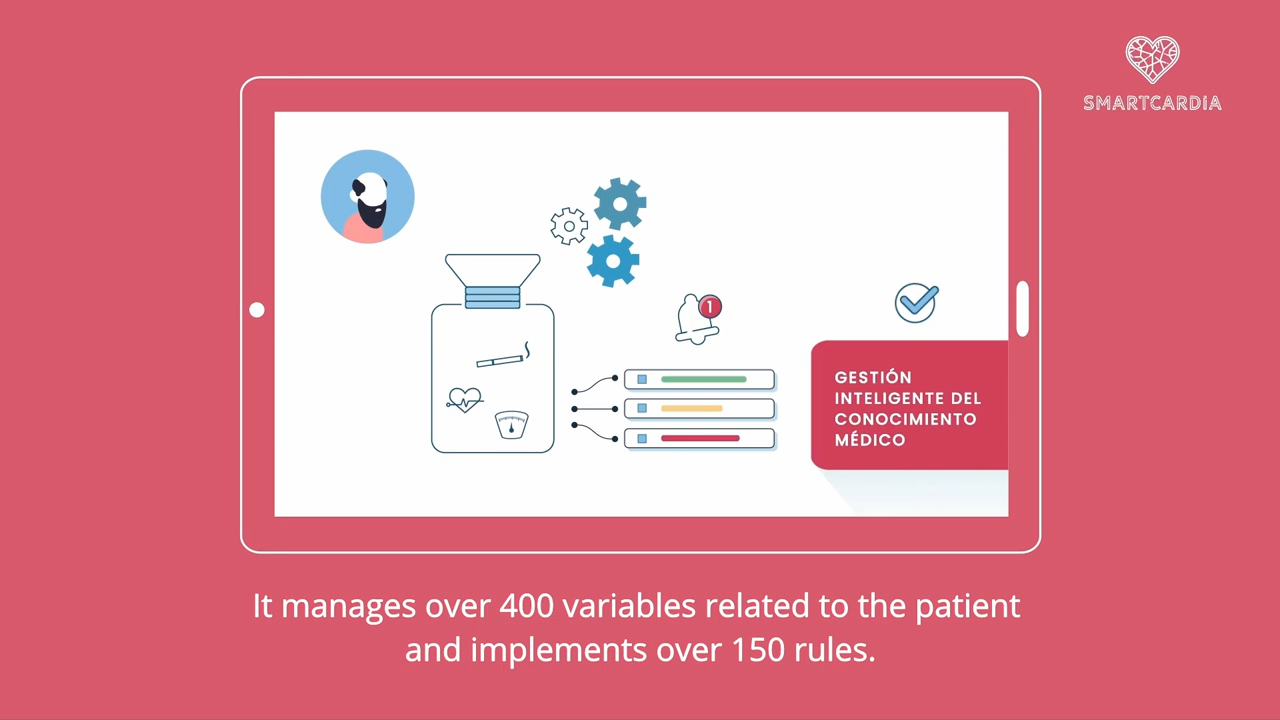 SMARTCARDIA
1
GESTIÓN
INTELIGENTE DEL
CONOCIMIENTO
MÉDICO
It manages over 400 variables related to the patient
and implements over 150 rules.